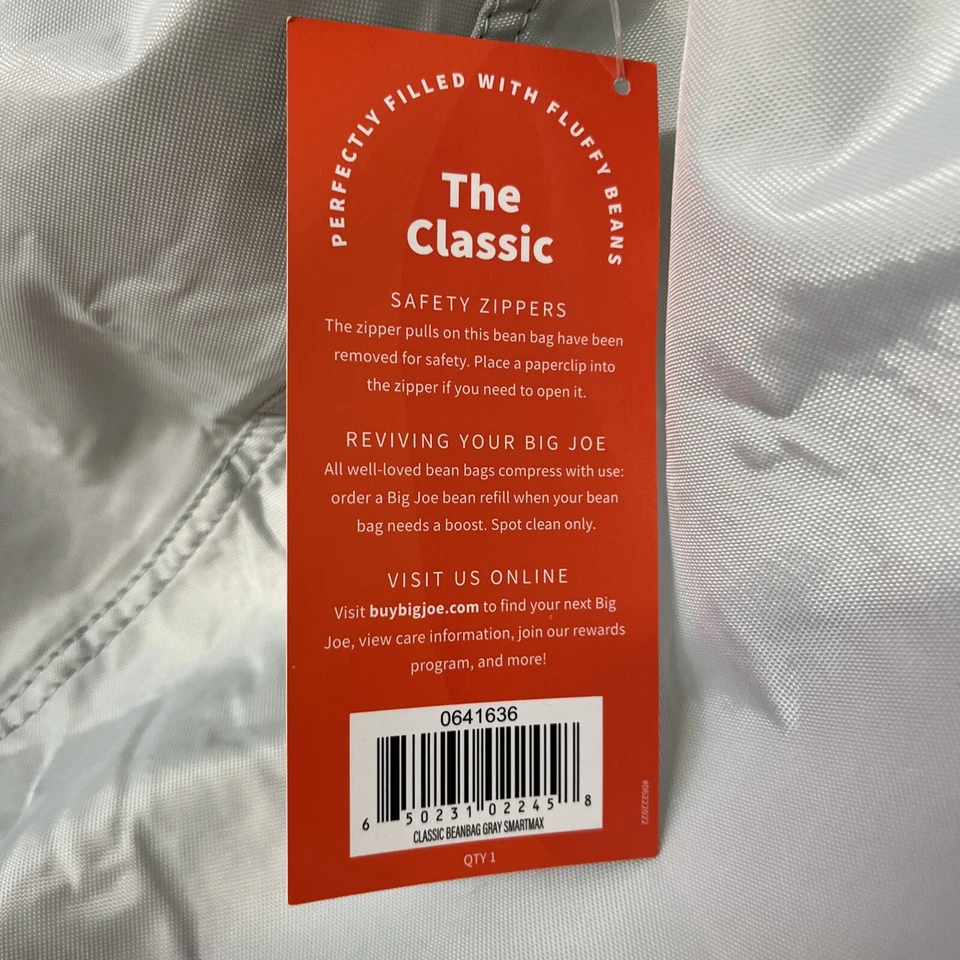 PERFECTLY FILLED WITH FLUFFY BEANS
The
Classic
SAFETY ZIPPERS
The zipper pulls on this bean bag have been
removed for safety. Place a paperclip into
the zipper if you need to open it.
REVIVING YOUR BIG JOE
All well-loved bean bags compress with use:
order a Big Joe bean refill when your bean
bag needs a boost. Spot clean only.
VISIT US ONLINE
Visit buybigjoe.com to find your next Big
Joe, view care information, join our rewards
program, and more!
0641636
6 50231 02245 8
CLASSIC BEANBAG GRAY SMARTMAX
QTY 1
#06222022